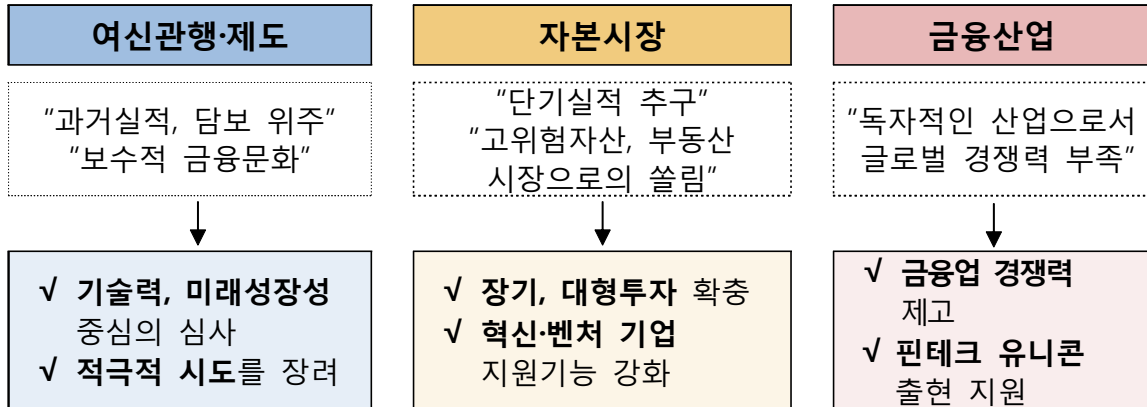 여신관행·제도
"과거실적, 담보 위주"
"보수적 금융문화"
√ 기술력, 미래성장성
중심의 심사
√ 적극적 시도를 장려
자본시장
"단기실적 추구"
"고위험자산, 부동산
시장으로의 쏠림"
√ 장기, 대형투자 확충
√ 혁신·벤처 기업
지원기능 강화
금융산업
"독자적인 산업으로서
글로벌 경쟁력 부족"
√ 금융업 경쟁력
제고
√ 핀테크 유니콘
출현 지원